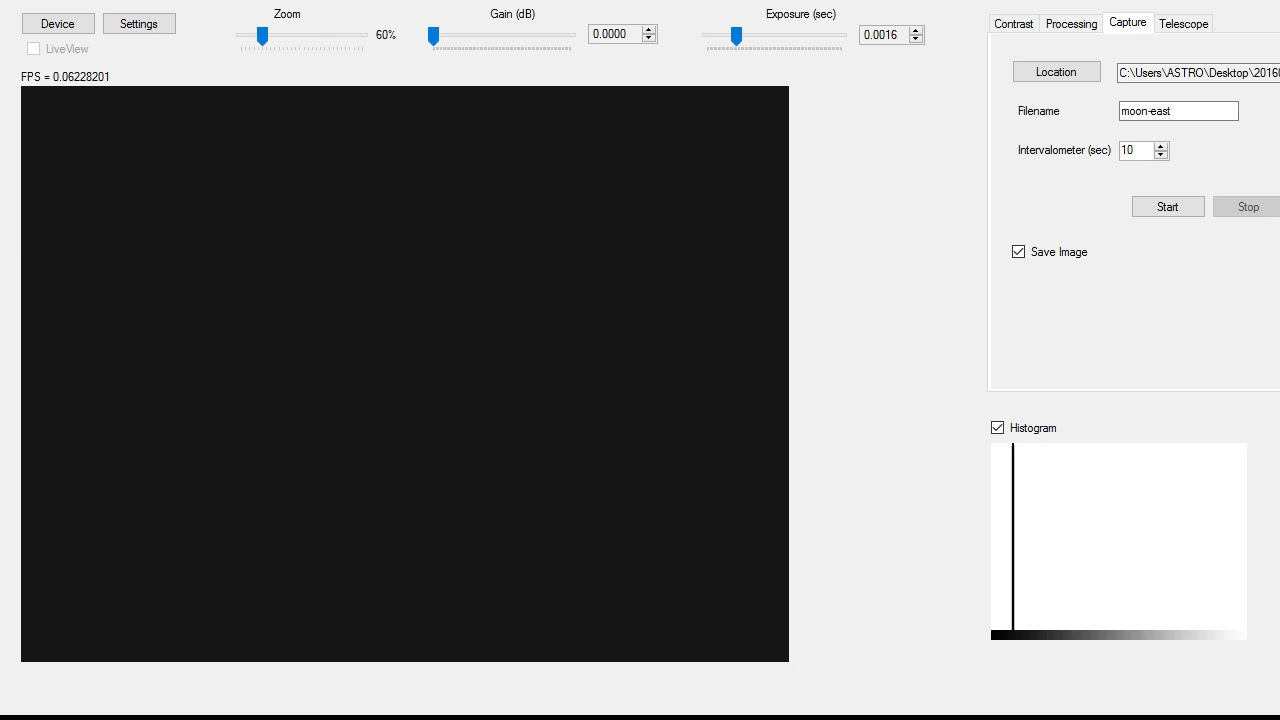 Device Settings
LiveView
Zoom
60%
Gain (dB)
0.0000
Exposure (sec)
0.0016
FPS = 0.06228201
Contrast Processing Capture Telescope
Location C:\Users\ASTRO\Desktop\2016
Filename moon-east
Intervalometer (sec) 10
Start Stop
Save Image
Histogram